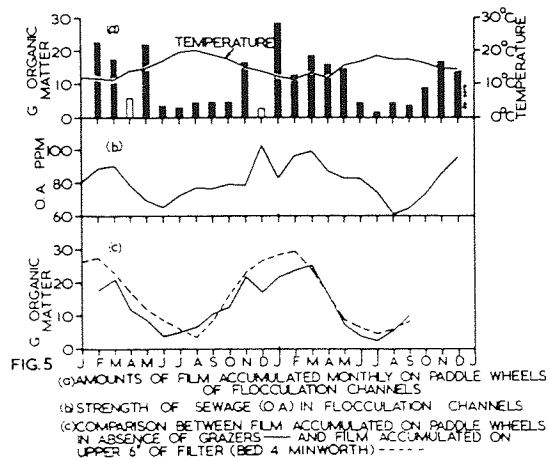 (a)
TEMPERATURE
G ORGANIC MATTER
30
20
10
0
30°C
20°C
10°C
0°C
TEMPERATURE
(b)
O.A. PPM
100
80
60
(c)
G ORGANIC MATTER
30
20
10
0
J F M A M J J A S O N D J F M A M J J A S O N D
FIG.5
(a) AMOUNTS OF FILM ACCUMULATED MONTHLY ON PADDLE WHEELS
OF FLOCCULATION CHANNELS
(b) STRENGTH OF SEWAGE (O A) IN FLOCCULATION CHANNELS
(c) COMPARISON BETWEEN FILM ACCUMULATED ON PADDLE WHEELS
IN ABSENCE OF GRAZERS —— AND FILM ACCUMULATED ON
UPPER 6" OF FILTER (BED 4 MINWORTH) -----